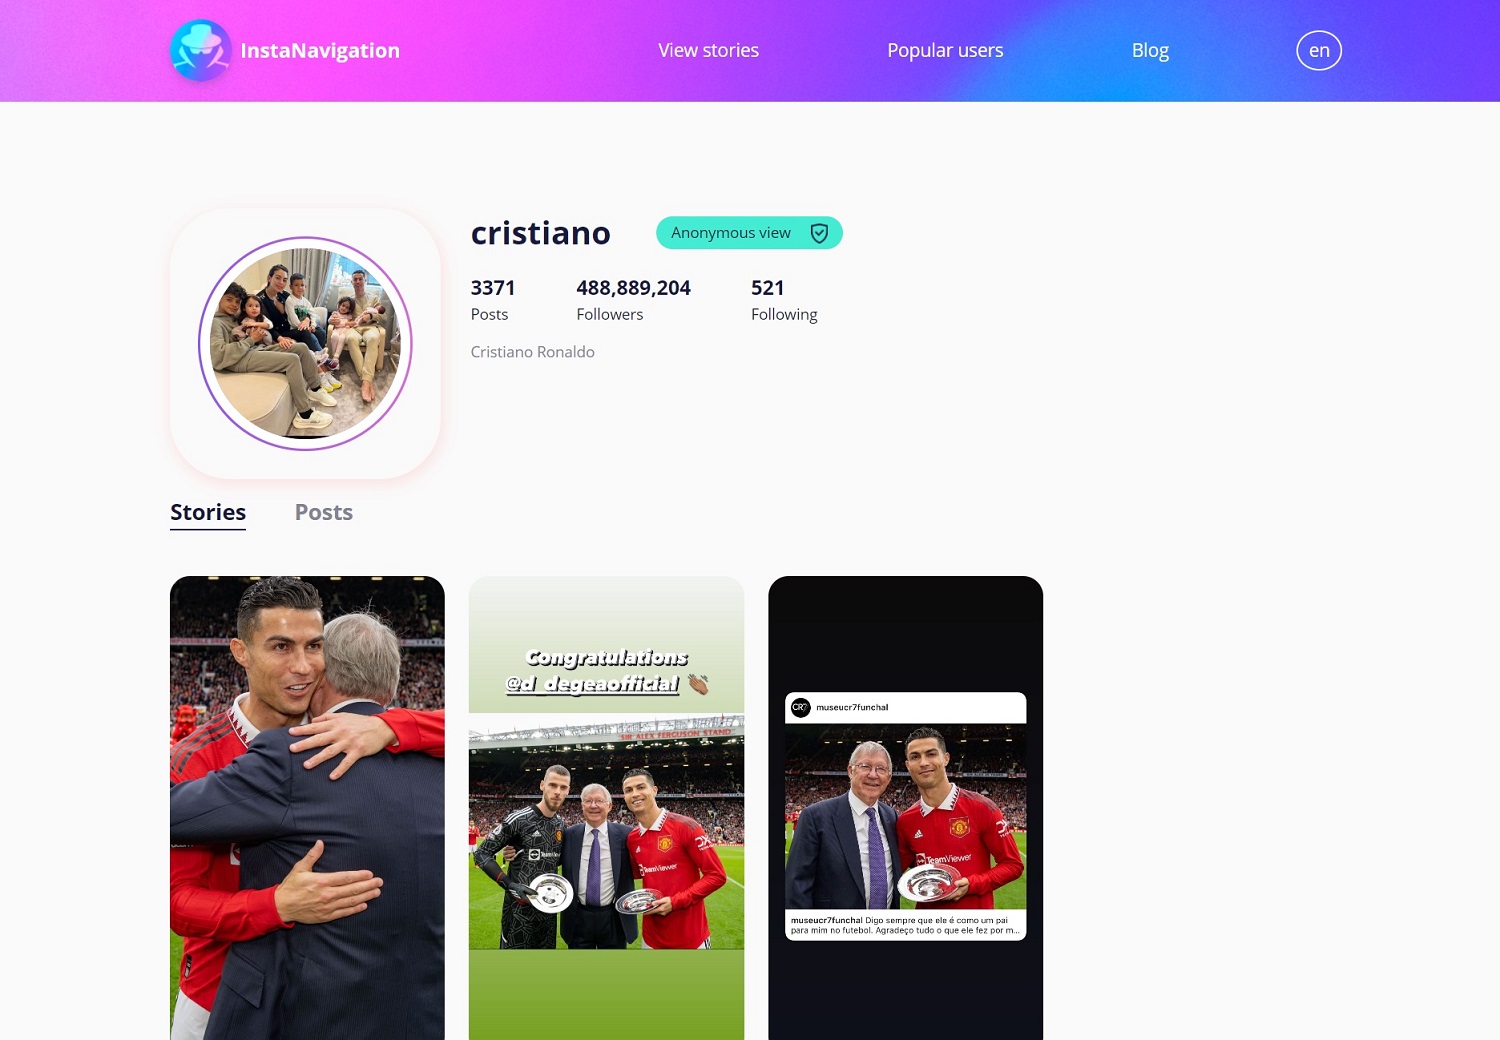 InstaNavigation
View stories
Popular users
Blog
en
cristiano
Anonymous view
3371
488,889,204
521
Posts
Followers
Following
Cristiano Ronaldo
Stories
Posts
Congratulations
@d_degeaofficial
SIR ALEX FERGUSON STAND
TeamViewer
TeamViewer
CR7
museucr7funchal
TeamViewer
museucr7funchal Digo sempre que ele é como um pai
para mim no futebol. Agradeço tudo o que ele fez por m...